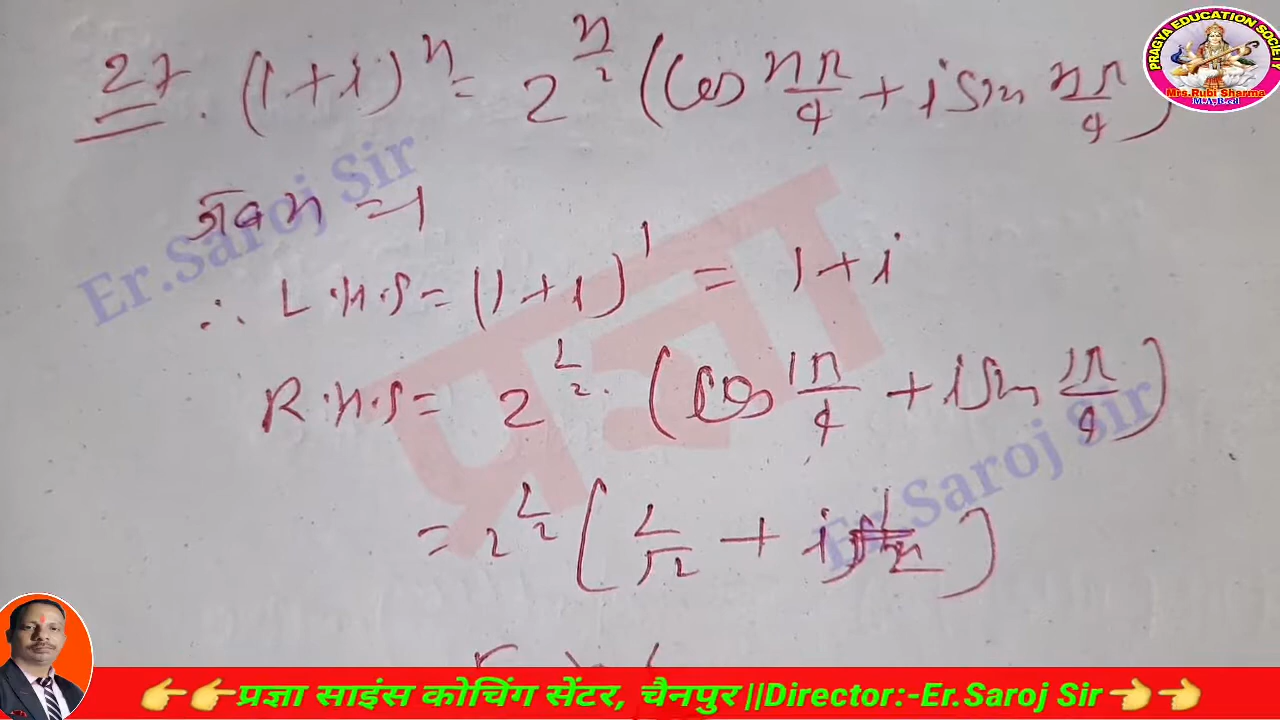 27. (1+i)^n = 2^(n/2) (cos nπ/4 + i sin nπ/4)
जब n = 1
∴ L.H.S = (1+i)^1 = 1+i
R.H.S = 2^(1/2) . (cos 1π/4 + i sin 1π/4)
= 2^(1/2) (1/√2 + i 1/√2)
PRAGYA EDUCATION SOCIETY
Mrs.Rubi Sharma
M.A,B.ed
Er.Saroj Sir
प्रज्ञा
Er.Saroj Sir
👉👉प्रज्ञा साइंस कोचिंग सेंटर, चैनपुर||Director:-Er.Saroj Sir👈👈